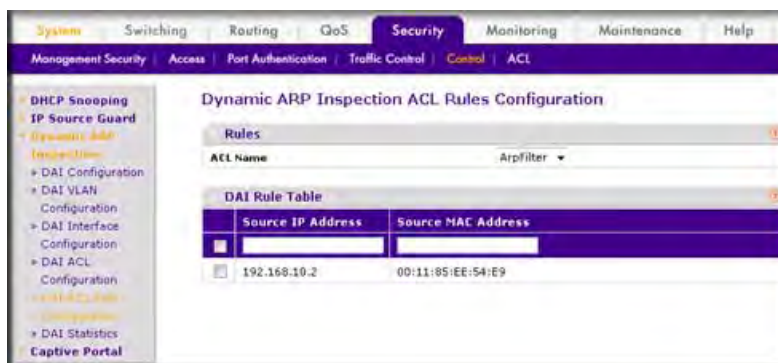 System Switching Routing QoS Security Monitoring Maintenance Help
Management Security Access Port Authentication Traffic Control Control ACL
DHCP Snooping
IP Source Guard
Dynamic ARP
Inspection
DAI Configuration
DAI VLAN
Configuration
DAI Interface
Configuration
DAI ACL
Configuration
DAI Statistics
Captive Portal
Dynamic ARP Inspection ACL Rules Configuration
Rules
ACL Name ArpFilter
DAI Rule Table
Source IP Address Source MAC Address
192.168.10.2 00:11:85:EE:54:E9